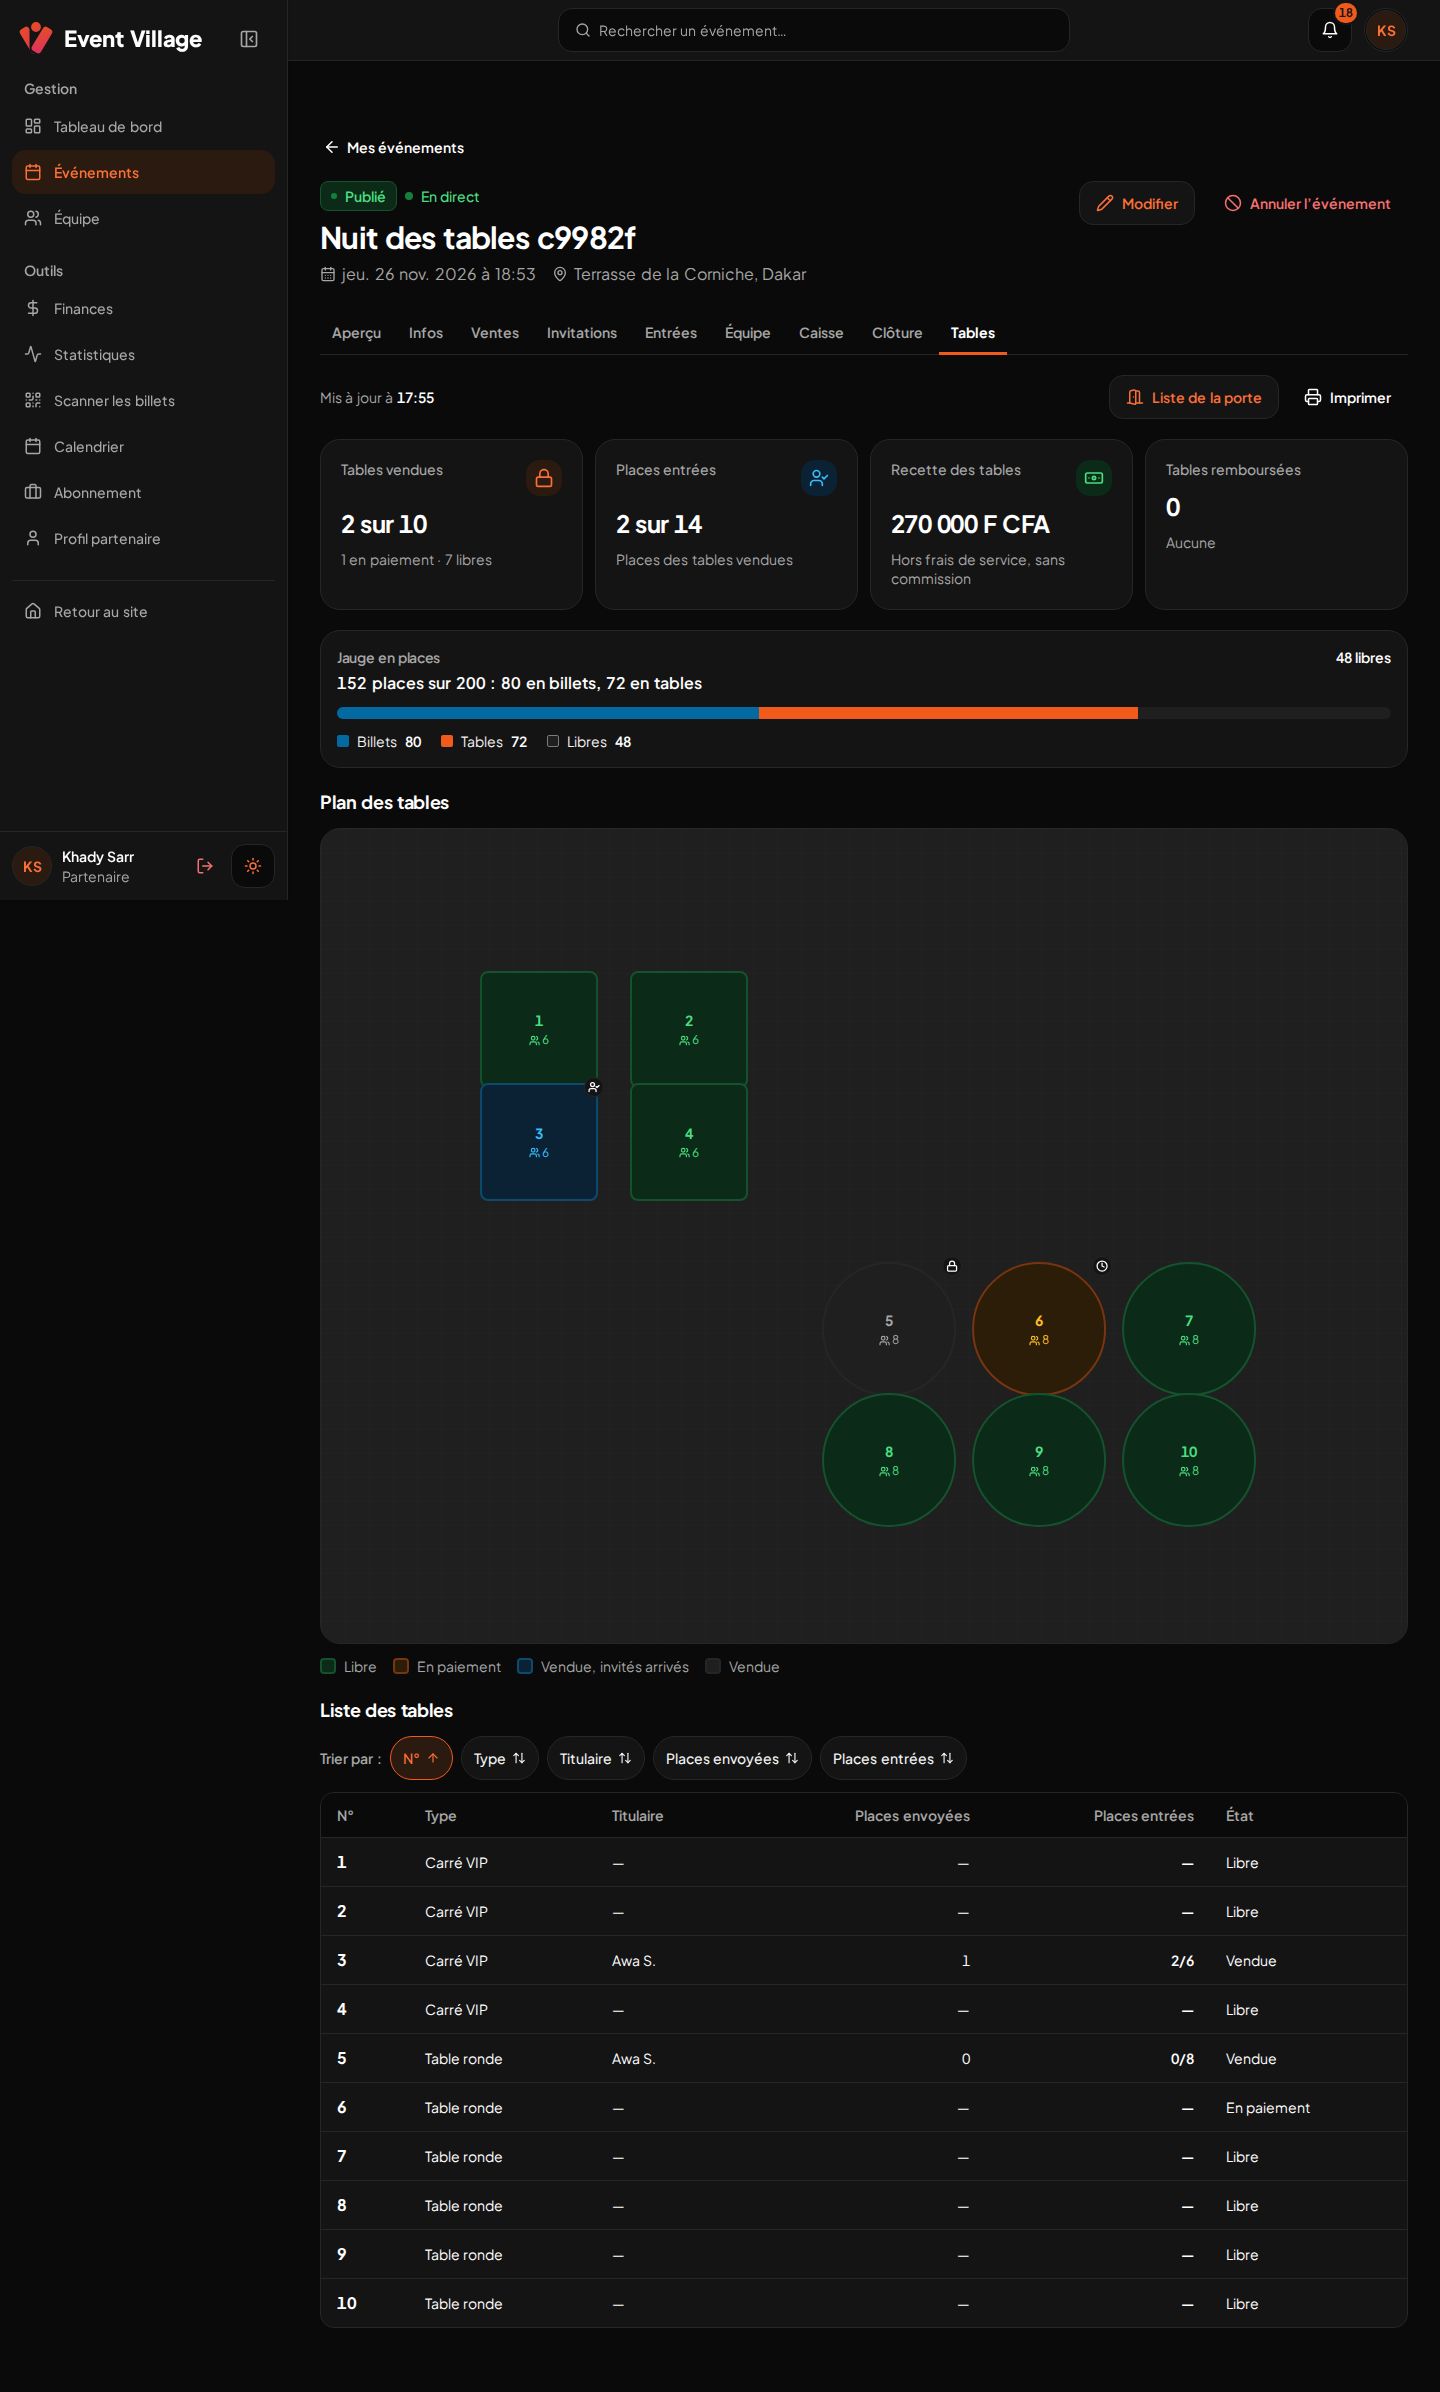 Event Village
Rechercher un événement…
18
KS
Gestion
Tableau de bord
Événements
Équipe
Outils
Finances
Statistiques
Scanner les billets
Calendrier
Abonnement
Profil partenaire
Retour au site
KS
Khady Sarr
Partenaire
Mes événements
Publié
En direct
Modifier
Annuler l'événement
Nuit des tables c9982f
jeu. 26 nov. 2026 à 18:53
Terrasse de la Corniche, Dakar
Aperçu
Infos
Ventes
Invitations
Entrées
Équipe
Caisse
Clôture
Tables
Mis à jour à 17:55
Liste de la porte
Imprimer
Tables vendues
2 sur 10
1 en paiement · 7 libres
Places entrées
2 sur 14
Places des tables vendues
Recette des tables
270 000 F CFA
Hors frais de service, sans
commission
Tables remboursées
0
Aucune
Jauge en places
48 libres
152 places sur 200 : 80 en billets, 72 en tables
Billets 80
Tables 72
Libres 48
Plan des tables
1
6
2
6
3
6
4
6
5
8
6
8
7
8
8
8
9
8
10
8
Libre
En paiement
Vendue, invités arrivés
Vendue
Liste des tables
Trier par :
N°
Type
Titulaire
Places envoyées
Places entrées
N° Type Titulaire Places envoyées Places entrées État
1 Carré VIP — — — Libre
2 Carré VIP — — — Libre
3 Carré VIP Awa S. 1 2/6 Vendue
4 Carré VIP — — — Libre
5 Table ronde Awa S. 0 0/8 Vendue
6 Table ronde — — — En paiement
7 Table ronde — — — Libre
8 Table ronde — — — Libre
9 Table ronde — — — Libre
10 Table ronde — — — Libre